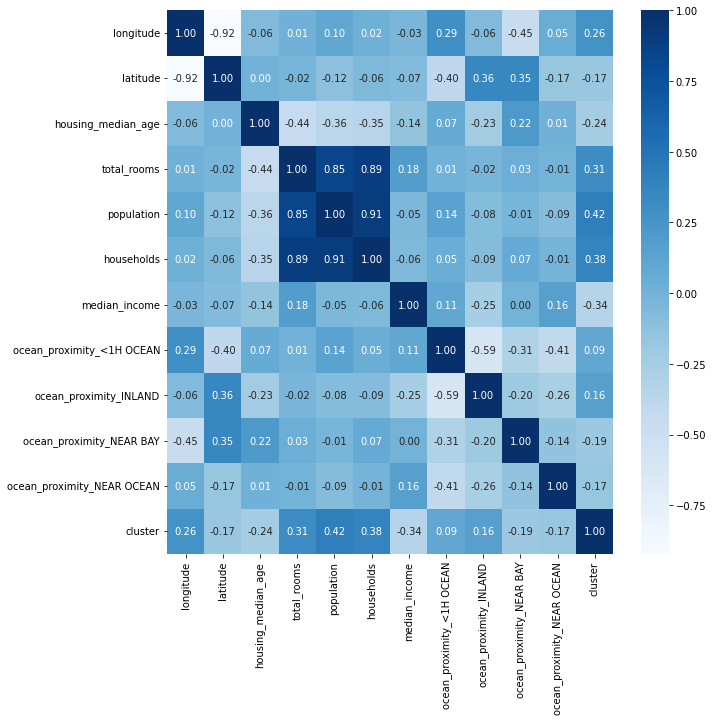 longitude 1.00 -0.92 -0.06 0.01 0.10 0.02 -0.03 0.29 -0.06 -0.45 0.05 0.26
latitude -0.92 1.00 0.00 -0.02 -0.12 -0.06 -0.07 -0.40 0.36 0.35 -0.17 -0.17
housing_median_age -0.06 0.00 1.00 -0.44 -0.36 -0.35 -0.14 0.07 -0.23 0.22 0.01 -0.24
total_rooms 0.01 -0.02 -0.44 1.00 0.85 0.89 0.18 0.01 -0.02 0.03 -0.01 0.31
population 0.10 -0.12 -0.36 0.85 1.00 0.91 -0.05 0.14 -0.08 -0.01 -0.09 0.42
households 0.02 -0.06 -0.35 0.89 0.91 1.00 -0.06 0.05 -0.09 0.07 -0.01 0.38
median_income -0.03 -0.07 -0.14 0.18 -0.05 -0.06 1.00 0.11 -0.25 0.00 0.16 -0.34
ocean_proximity_<1H OCEAN 0.29 -0.40 0.07 0.01 0.14 0.05 0.11 1.00 -0.59 -0.31 -0.41 0.09
ocean_proximity_INLAND -0.06 0.36 -0.23 -0.02 -0.08 -0.09 -0.25 -0.59 1.00 -0.20 -0.26 0.16
ocean_proximity_NEAR BAY -0.45 0.35 0.22 0.03 -0.01 0.07 0.00 -0.31 -0.20 1.00 -0.14 -0.19
ocean_proximity_NEAR OCEAN 0.05 -0.17 0.01 -0.01 -0.09 -0.01 0.16 -0.41 -0.26 -0.14 1.00 -0.17
cluster 0.26 -0.17 -0.24 0.31 0.42 0.38 -0.34 0.09 0.16 -0.19 -0.17 1.00
longitude
latitude
housing_median_age
total_rooms
population
households
median_income
ocean_proximity_<1H OCEAN
ocean_proximity_INLAND
ocean_proximity_NEAR BAY
ocean_proximity_NEAR OCEAN
cluster
1.00
0.75
0.50
0.25
0.00
−0.25
−0.50
−0.75